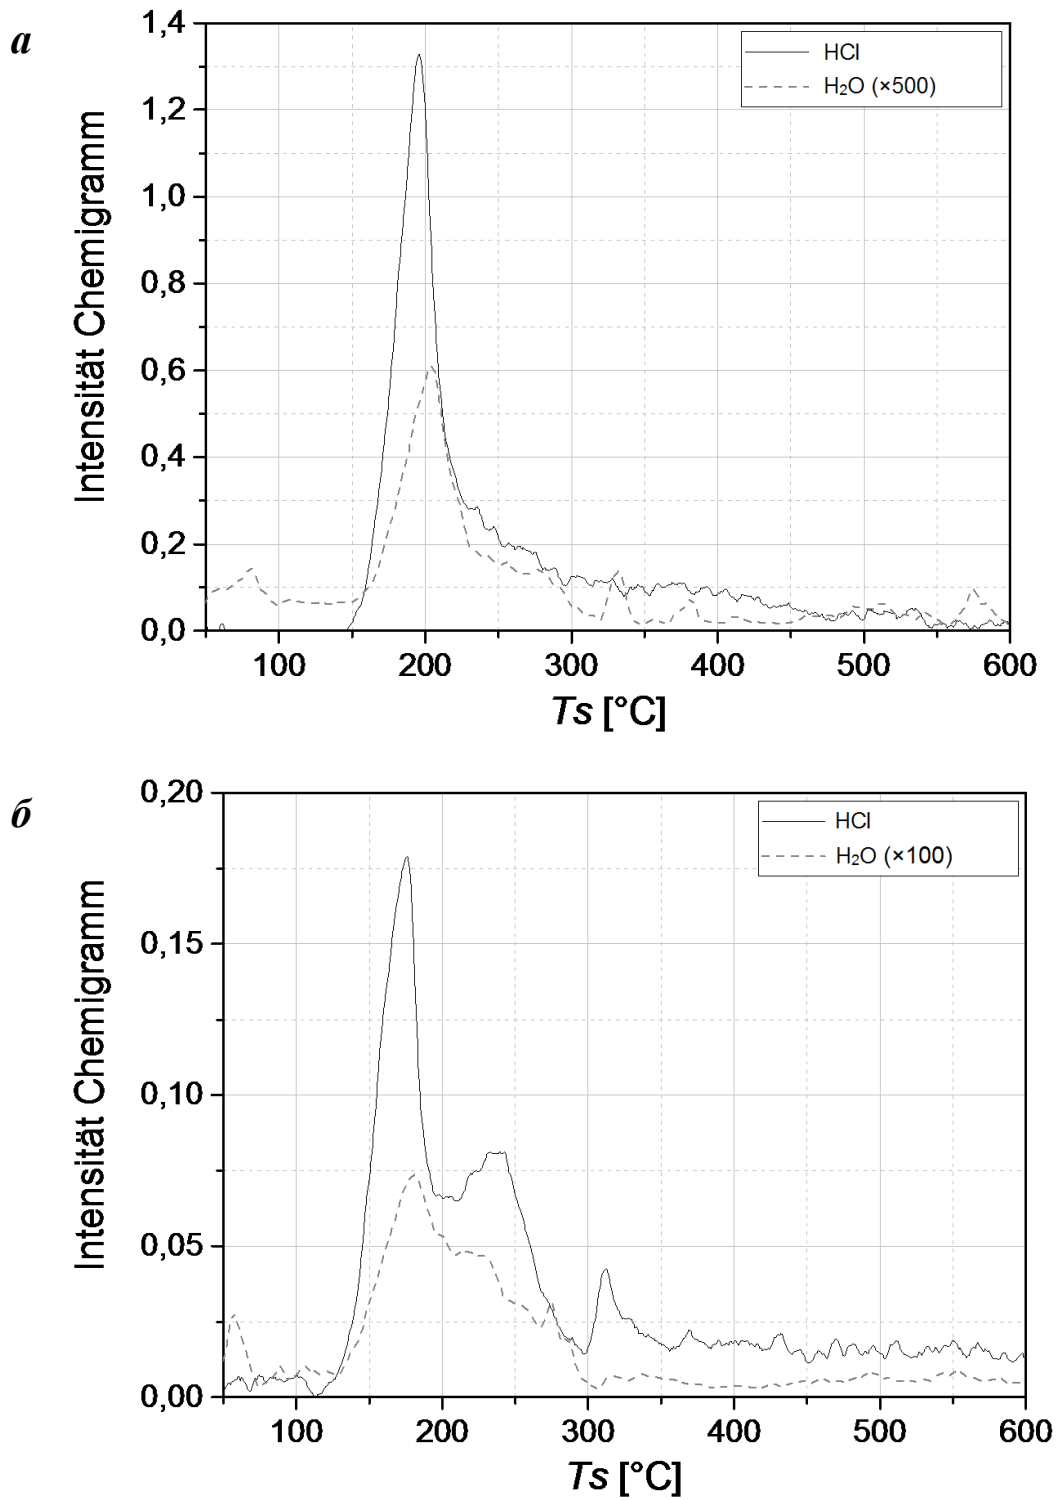 а
1,4
1,2
1,0
0,8
0,6
0,4
0,2
0,0
Intensität Chemigramm
HCl
H₂O (×500)
100 200 300 400 500 600
Ts [°C]
б
0,20
0,15
0,10
0,05
0,00
Intensität Chemigramm
HCl
H₂O (×100)
100 200 300 400 500 600
Ts [°C]